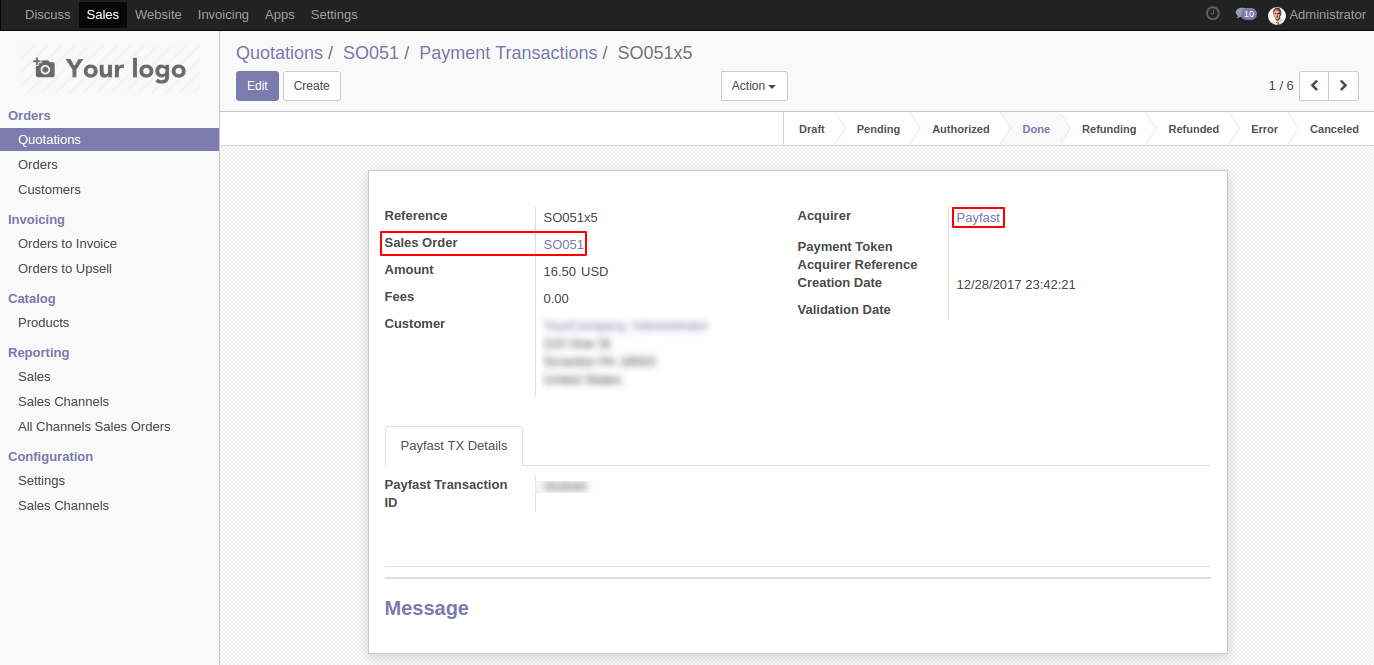 Discuss Sales Website Invoicing Apps Settings 10 Administrator
Your logo
Quotations / SO051 / Payment Transactions / SO051x5
Edit Create Action 1 / 6
Draft Pending Authorized Done Refunding Refunded Error Canceled
Orders
Quotations
Orders
Customers
Invoicing
Orders to Invoice
Orders to Upsell
Catalog
Products
Reporting
Sales
Sales Channels
All Channels Sales Orders
Configuration
Settings
Sales Channels
Reference SO051x5
Sales Order SO051
Amount 16.50 USD
Fees 0.00
Customer
Acquirer Payfast
Payment Token
Acquirer Reference
Creation Date 12/28/2017 23:42:21
Validation Date
Payfast TX Details
Payfast Transaction
ID
Message